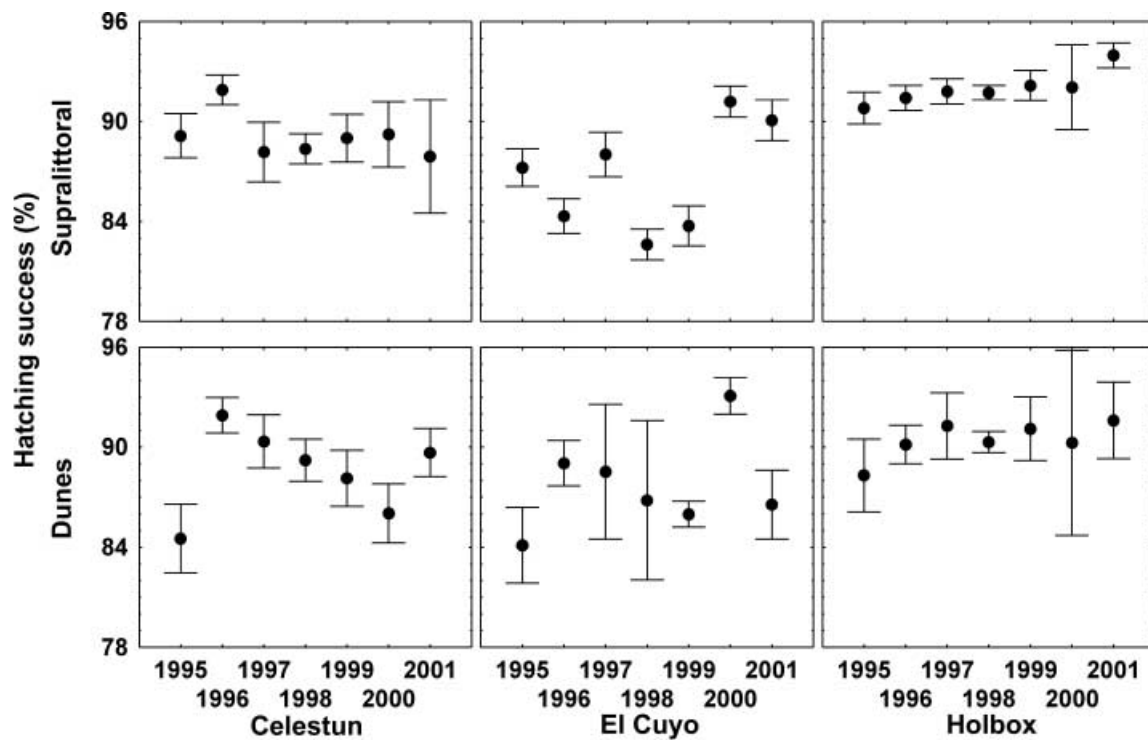 96
90
84
78
Supralittoral
Hatching success (%)
96
90
84
78
Dunes
1995 1997 1999 2001 1995 1997 1999 2001 1995 1997 1999 2001
1996 1998 2000 1996 1998 2000 1996 1998 2000
Celestun El Cuyo Holbox